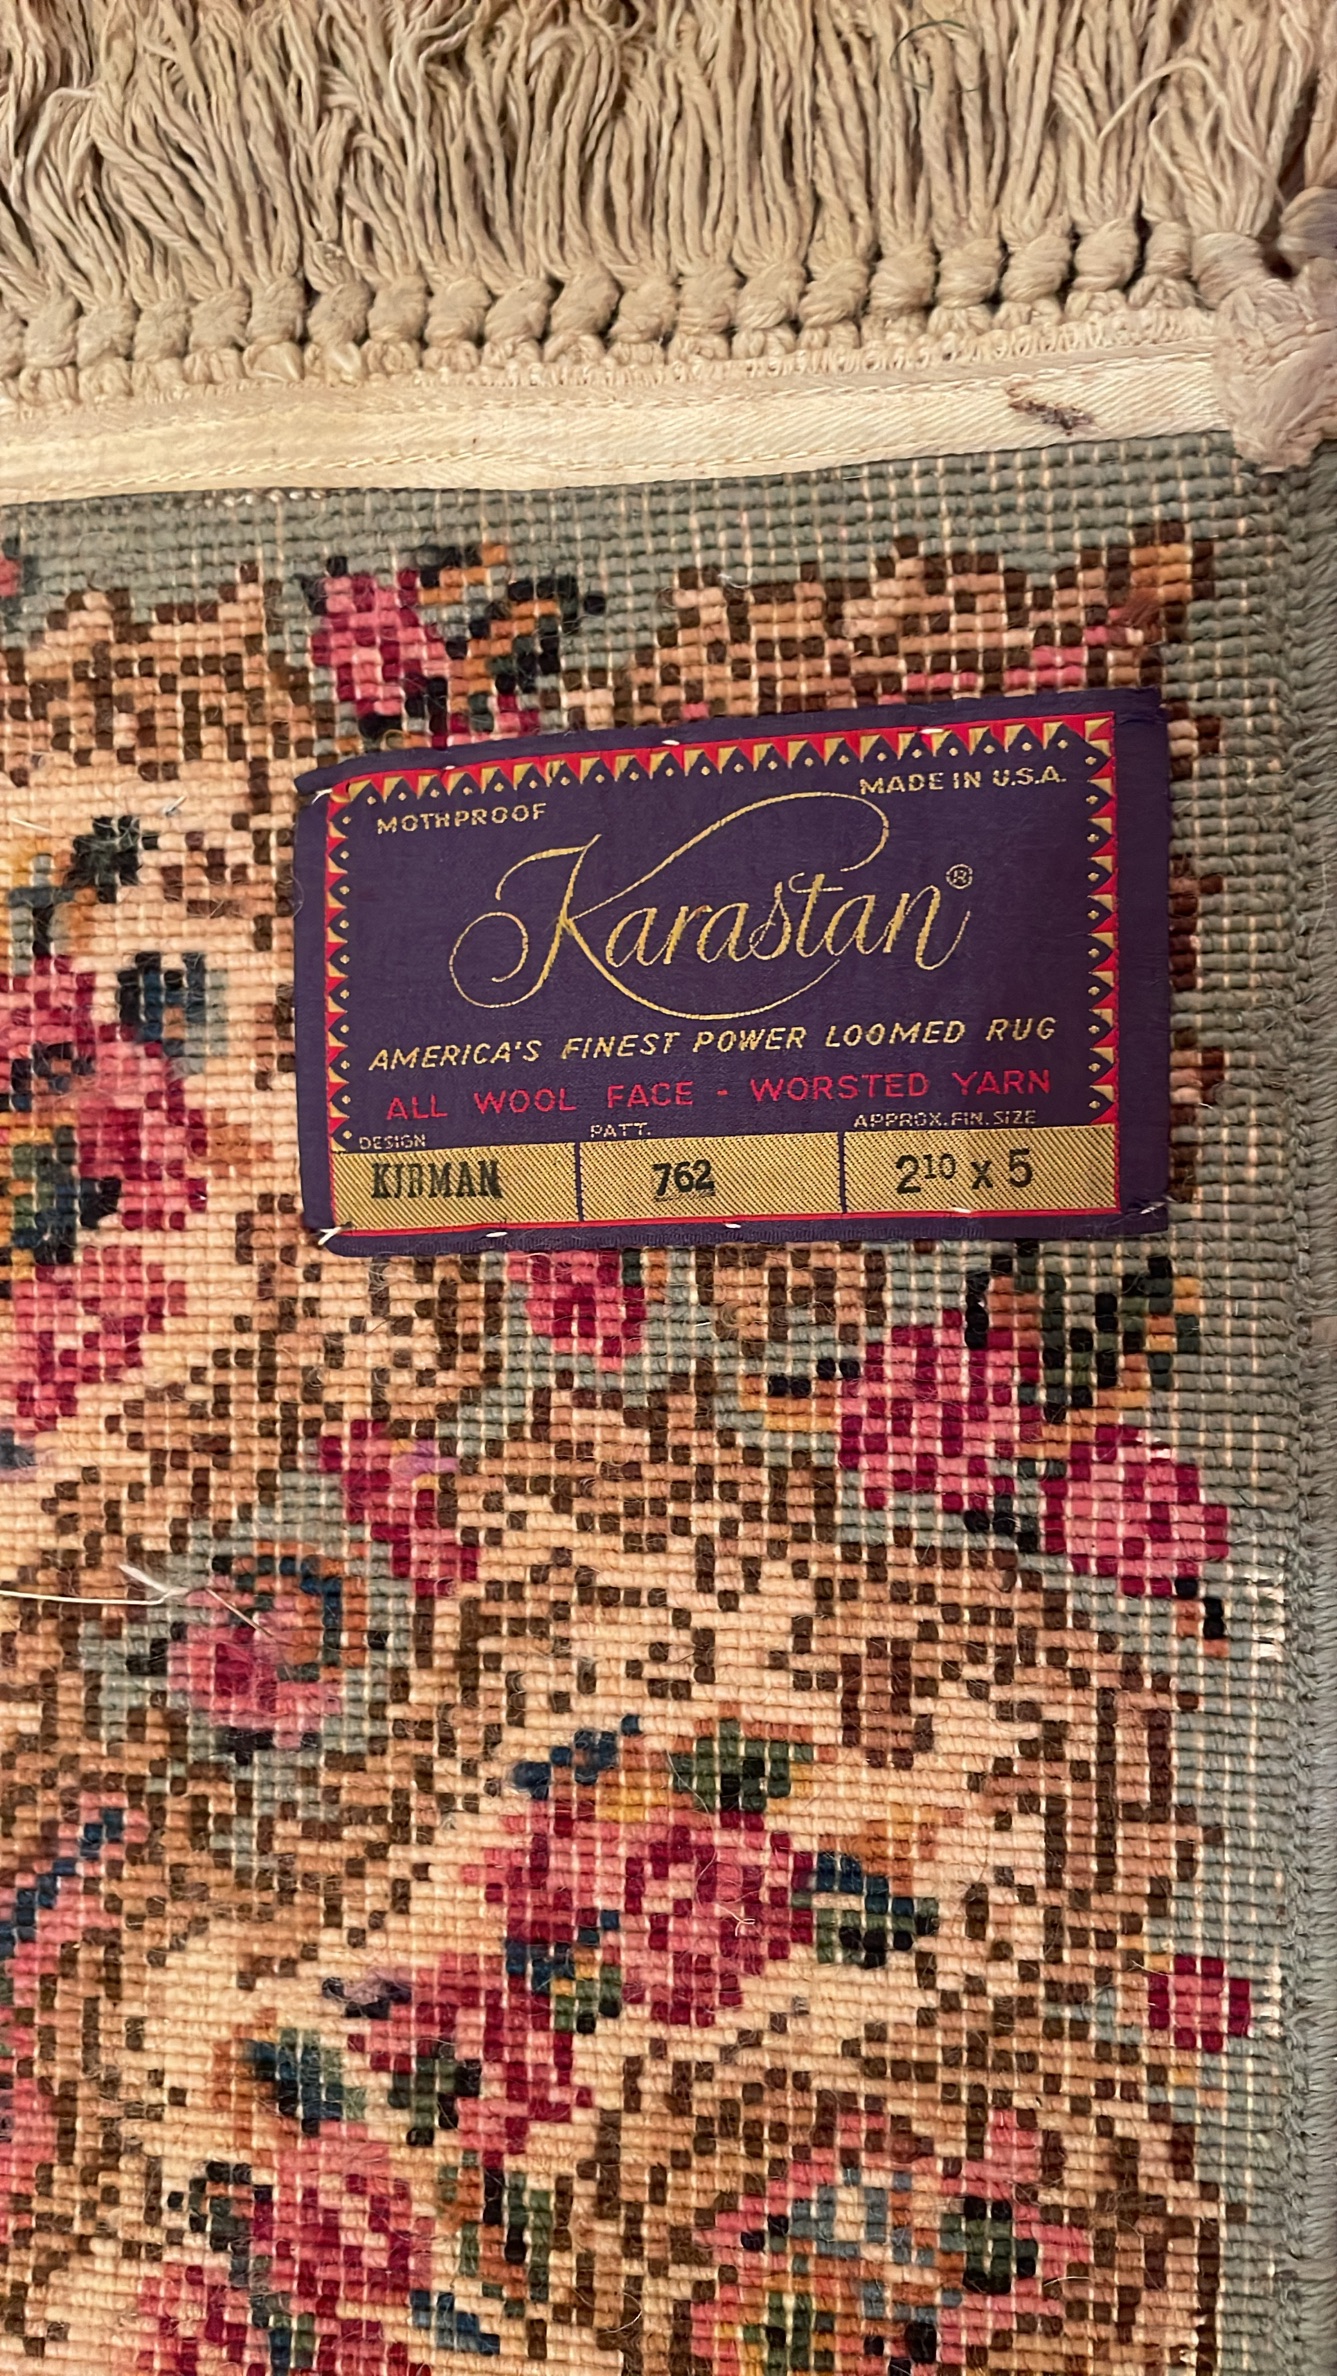 MOTHPROOF MADE IN U.S.A.
Karastan®
AMERICA'S FINEST POWER LOOMED RUG
ALL WOOL FACE - WORSTED YARN
DESIGN PATT. APPROX. FIN. SIZE
KIRMAN 762 2¹⁰ x 5